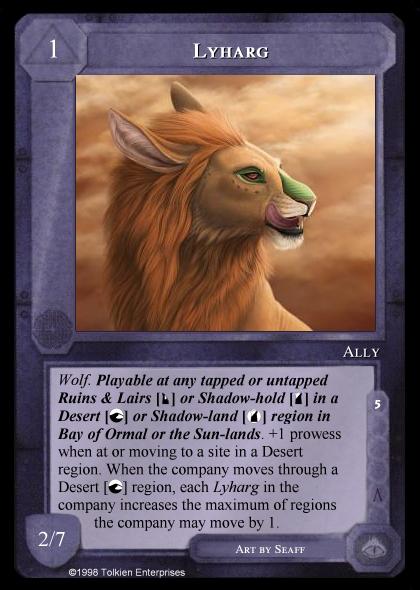 1
LYHARG
ALLY
Wolf. Playable at any tapped or untapped
Ruins & Lairs [] or Shadow-hold [] in a
Desert [] or Shadow-land [] region in
Bay of Ormal or the Sun-lands. +1 prowess
when at or moving to a site in a Desert
region. When the company moves through a
Desert [] region, each Lyharg in the
company increases the maximum of regions
the company may move by 1.
5
2/7
ART BY SEAFF
©1998 Tolkien Enterprises